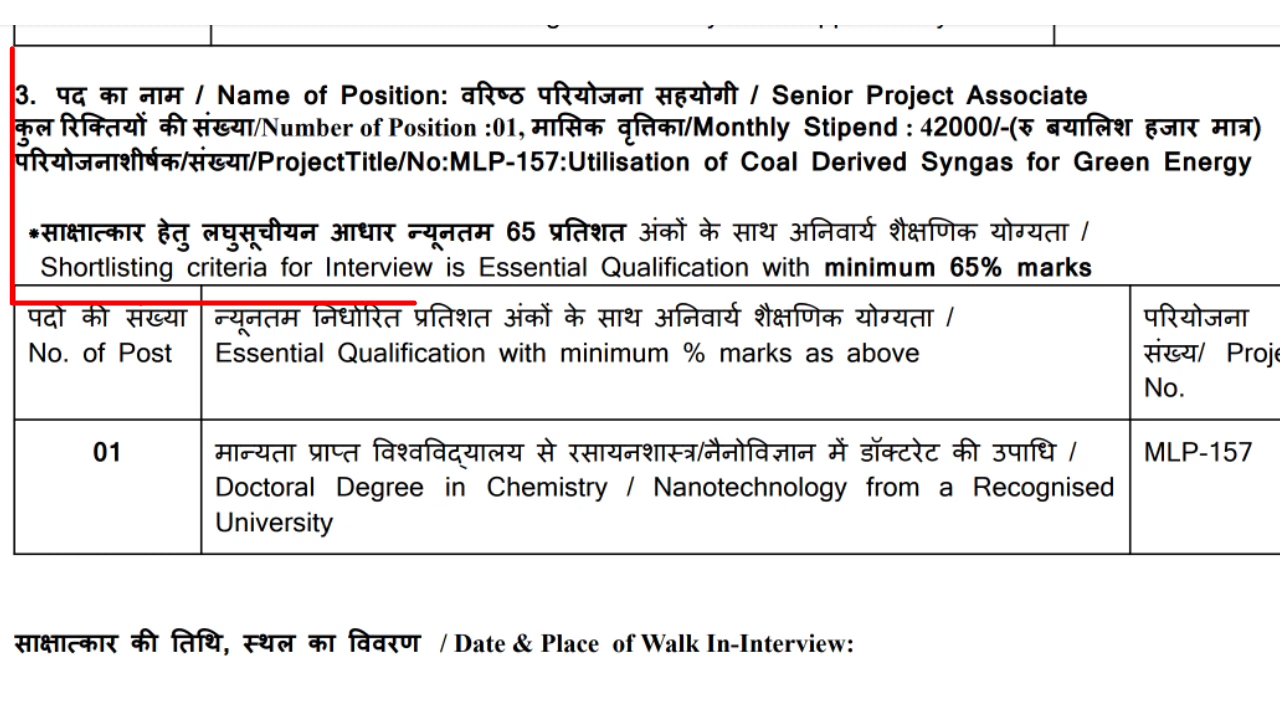 3. पद का नाम / Name of Position: वरिष्ठ परियोजना सहयोगी / Senior Project Associate
कुल रिक्तियों की संख्या/Number of Position :01, मासिक वृत्तिका/Monthly Stipend : 42000/-(रु बयालिश हजार मात्र)
परियोजनाशीर्षक/संख्या/ProjectTitle/No:MLP-157:Utilisation of Coal Derived Syngas for Green Energy
*साक्षात्कार हेतु लघुसूचीयन आधार न्यूनतम 65 प्रतिशत अंकों के साथ अनिवार्य शैक्षणिक योग्यता /
Shortlisting criteria for Interview is Essential Qualification with minimum 65% marks
पदों की संख्या
No. of Post
न्यूनतम निर्धारित प्रतिशत अंकों के साथ अनिवार्य शैक्षणिक योग्यता /
Essential Qualification with minimum % marks as above
परियोजना
संख्य/
No.
01
मान्यता प्राप्त विश्वविद्यालय से रसायनशास्त्र/नैनोविज्ञान में डॉक्टरेट की उपाधि /
Doctoral Degree in Chemistry / Nanotechnology from a Recognised
University
MLP-157
साक्षात्कार की तिथि, स्थल का विवरण / Date & Place of Walk In-Interview: